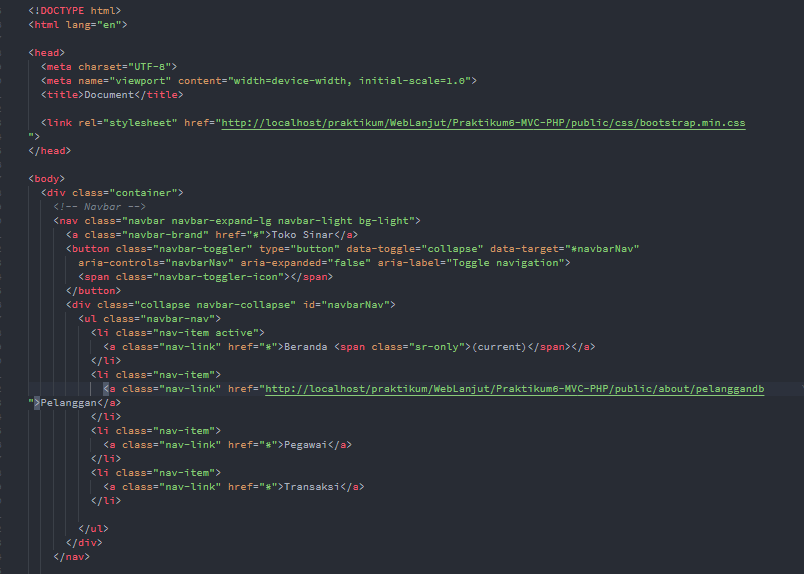 <!DOCTYPE html>
<html lang="en">
<head>
<meta charset="UTF-8">
<meta name="viewport" content="width=device-width, initial-scale=1.0">
<title>Document</title>
<link rel="stylesheet" href="http://localhost/praktikum/WebLanjut/Praktikum6-MVC-PHP/public/css/bootstrap.min.css
">
</head>
<body>
<div class="container">
<!-- Navbar -->
<nav class="navbar navbar-expand-lg navbar-light bg-light">
<a class="navbar-brand" href="#">Toko Sinar</a>
<button class="navbar-toggler" type="button" data-toggle="collapse" data-target="#navbarNav"
aria-controls="navbarNav" aria-expanded="false" aria-label="Toggle navigation">
<span class="navbar-toggler-icon"></span>
</button>
<div class="collapse navbar-collapse" id="navbarNav">
<ul class="navbar-nav">
<li class="nav-item active">
<a class="nav-link" href="#">Beranda <span class="sr-only">(current)</span></a>
</li>
<li class="nav-item">
<a class="nav-link" href="http://localhost/praktikum/WebLanjut/Praktikum6-MVC-PHP/public/about/pelanggandb
">Pelanggan</a>
</li>
<li class="nav-item">
<a class="nav-link" href="#">Pegawai</a>
</li>
<li class="nav-item">
<a class="nav-link" href="#">Transaksi</a>
</li>
</ul>
</div>
</nav>